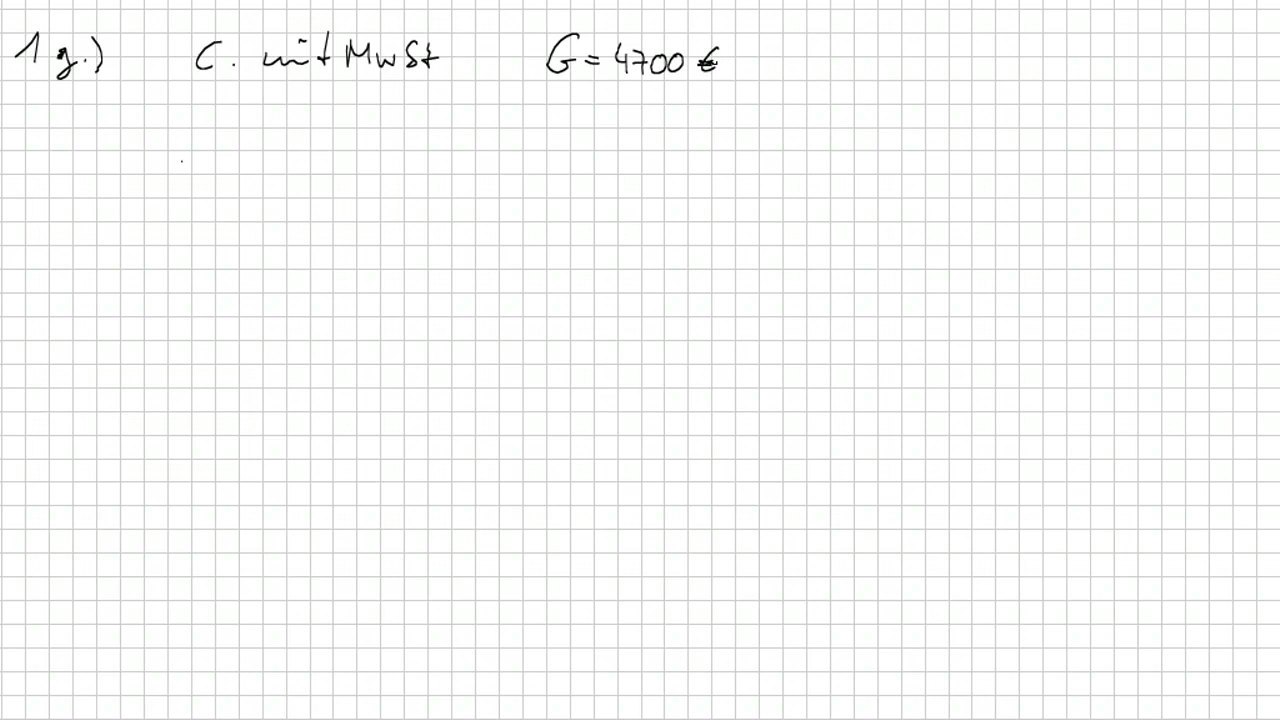 1 g.) C. mit MwSt G = 4700 €